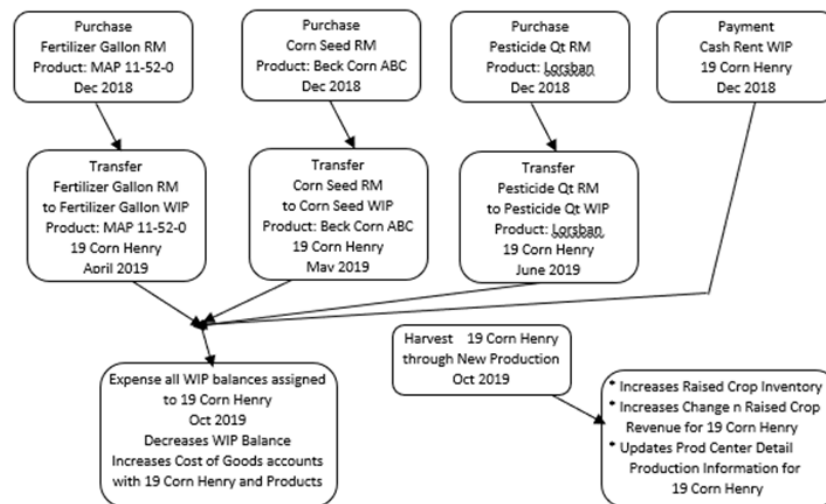 Purchase
Fertilizer Gallon RM
Product: MAP 11-52-0
Dec 2018
Purchase
Corn Seed RM
Product: Beck Corn ABC
Dec 2018
Purchase
Pesticide Qt RM
Product: Lorsban
Dec 2018
Payment
Cash Rent WIP
19 Corn Henry
Dec 2018
Transfer
Fertilizer Gallon RM
to Fertilizer Gallon WIP
Product: MAP 11-52-0
19 Corn Henry
April 2019
Transfer
Corn Seed RM
to Corn Seed WIP
Product: Beck Corn ABC
19 Corn Henry
May 2019
Transfer
Pesticide Qt RM
to Pesticide Qt WIP
Product: Lorsban
19 Corn Henry
June 2019
Harvest 19 Corn Henry
through New Production
Oct 2019
Expense all WIP balances assigned
to 19 Corn Henry
Oct 2019
Decreases WIP Balance
Increases Cost of Goods accounts
with 19 Corn Henry and Products
* Increases Raised Crop Inventory
* Increases Change n Raised Crop
Revenue for 19 Corn Henry
* Updates Prod Center Detail
Production Information for
19 Corn Henry